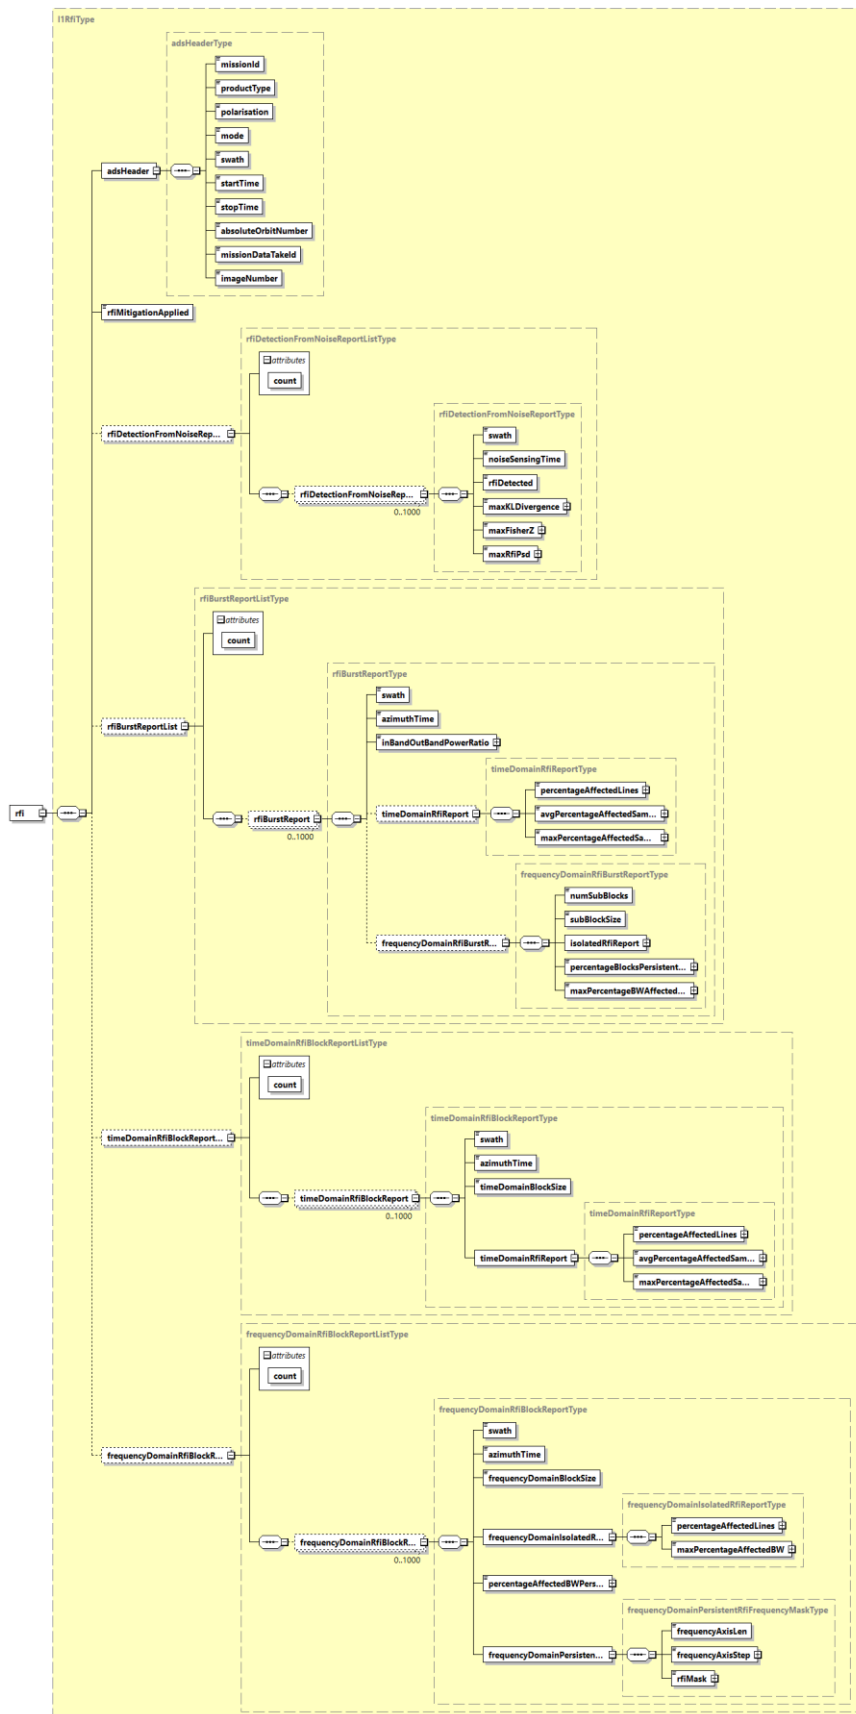 l1RfiType
adsHeaderType
missionId
productType
polarisation
mode
swath
adsHeader
startTime
stopTime
absoluteOrbitNumber
missionDataTakeId
imageNumber
rfiMitigationApplied
rfiDetectionFromNoiseReportListType
attributes
count
rfiDetectionFromNoiseReportType
rfiDetectionFromNoiseRep...
swath
noiseSensingTime
rfiDetected
rfiDetectionFromNoiseRep...
0..1000
maxKLDivergence
maxFisherZ
maxRfiPsd
rfiBurstReportListType
attributes
count
rfiBurstReportType
swath
azimuthTime
rfiBurstReportList
inBandOutBandPowerRatio
timeDomainRfiReportType
percentageAffectedLines
rfi
rfiBurstReport
0..1000
timeDomainRfiReport
avgPercentageAffectedSam...
maxPercentageAffectedSa...
frequencyDomainRfiBurstReportType
numSubBlocks
subBlockSize
frequencyDomainRfiBurstR...
isolatedRfiReport
percentageBlocksPersistent...
maxPercentageBWAffected...
timeDomainRfiBlockReportListType
attributes
count
timeDomainRfiBlockReportType
timeDomainRfiBlockReport...
swath
azimuthTime
timeDomainBlockSize
timeDomainRfiBlockReport
0..1000
timeDomainRfiReportType
percentageAffectedLines
timeDomainRfiReport
avgPercentageAffectedSam...
maxPercentageAffectedSa...
frequencyDomainRfiBlockReportListType
attributes
count
frequencyDomainRfiBlockReportType
swath
frequencyDomainRfiBlockR...
azimuthTime
frequencyDomainBlockSize
frequencyDomainIsolatedRfiReportType
percentageAffectedLines
frequencyDomainRfiBlockR...
0..1000
frequencyDomainIsolatedR...
maxPercentageAffectedBW
percentageAffectedBWPers...
frequencyDomainPersistentRfiFrequencyMaskType
frequencyAxisLen
frequencyDomainPersisten...
frequencyAxisStep
rfiMask